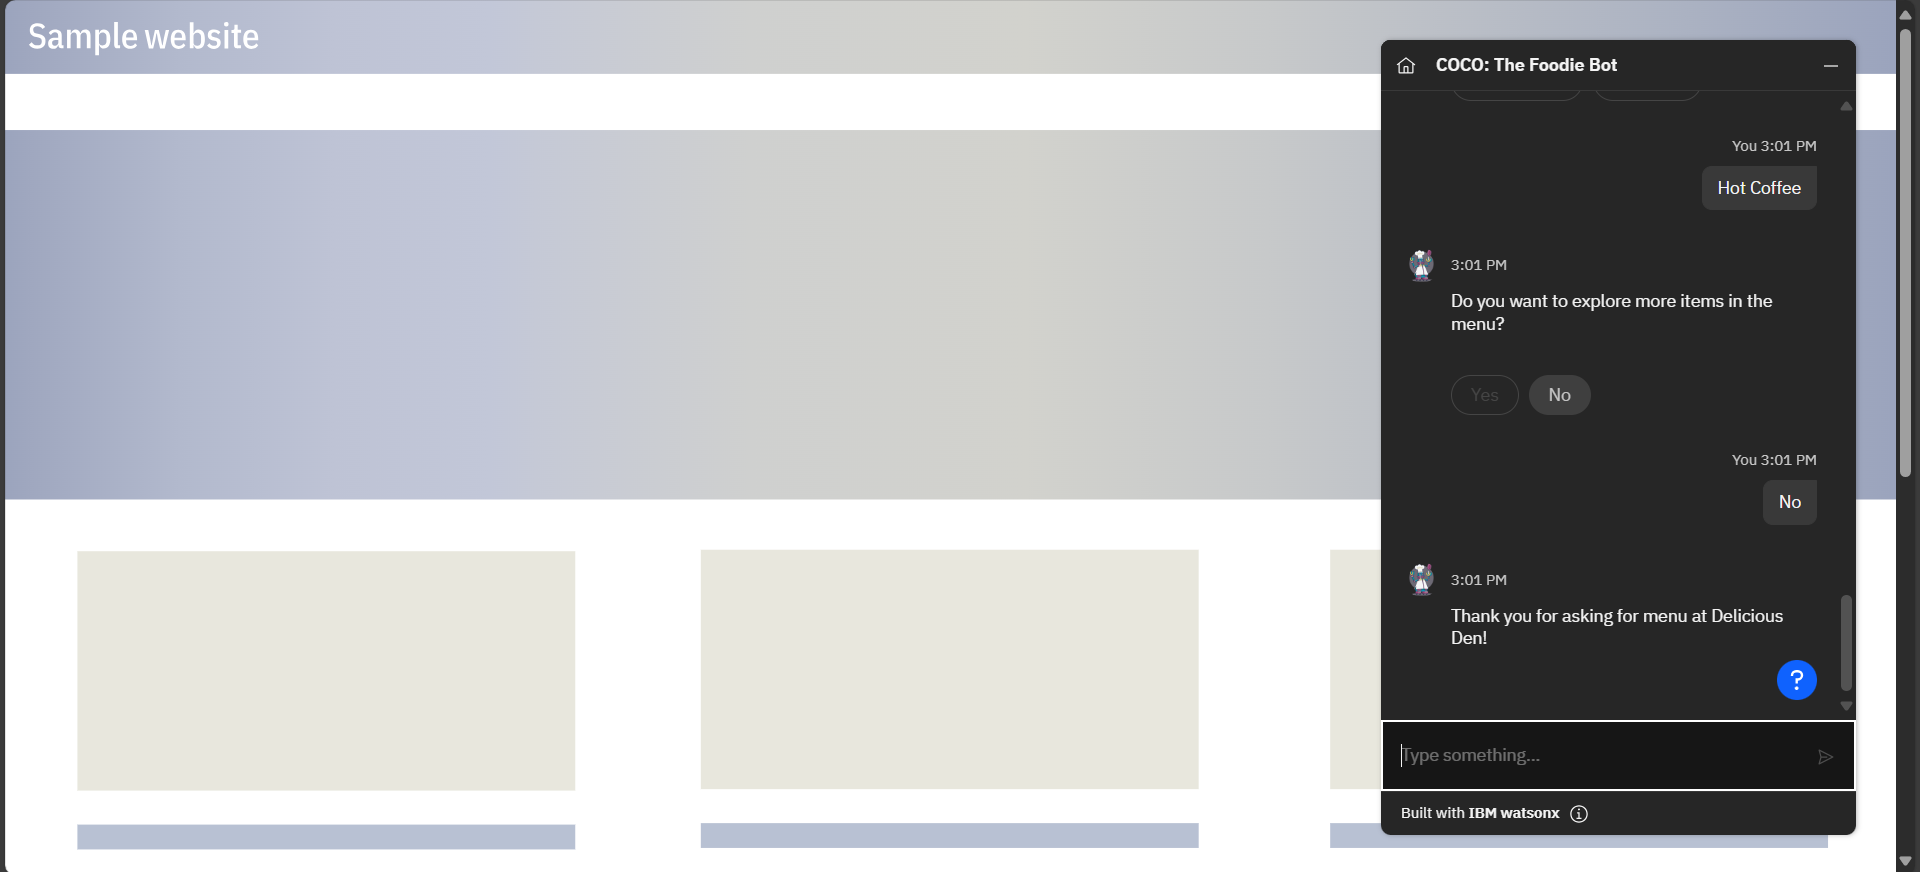 Sample website
COCO: The Foodie Bot
You 3:01 PM
Hot Coffee
3:01 PM
Do you want to explore more items in the
menu?
Yes
No
You 3:01 PM
No
3:01 PM
Thank you for asking for menu at Delicious
Den!
?
Type something...
Built with IBM watsonx